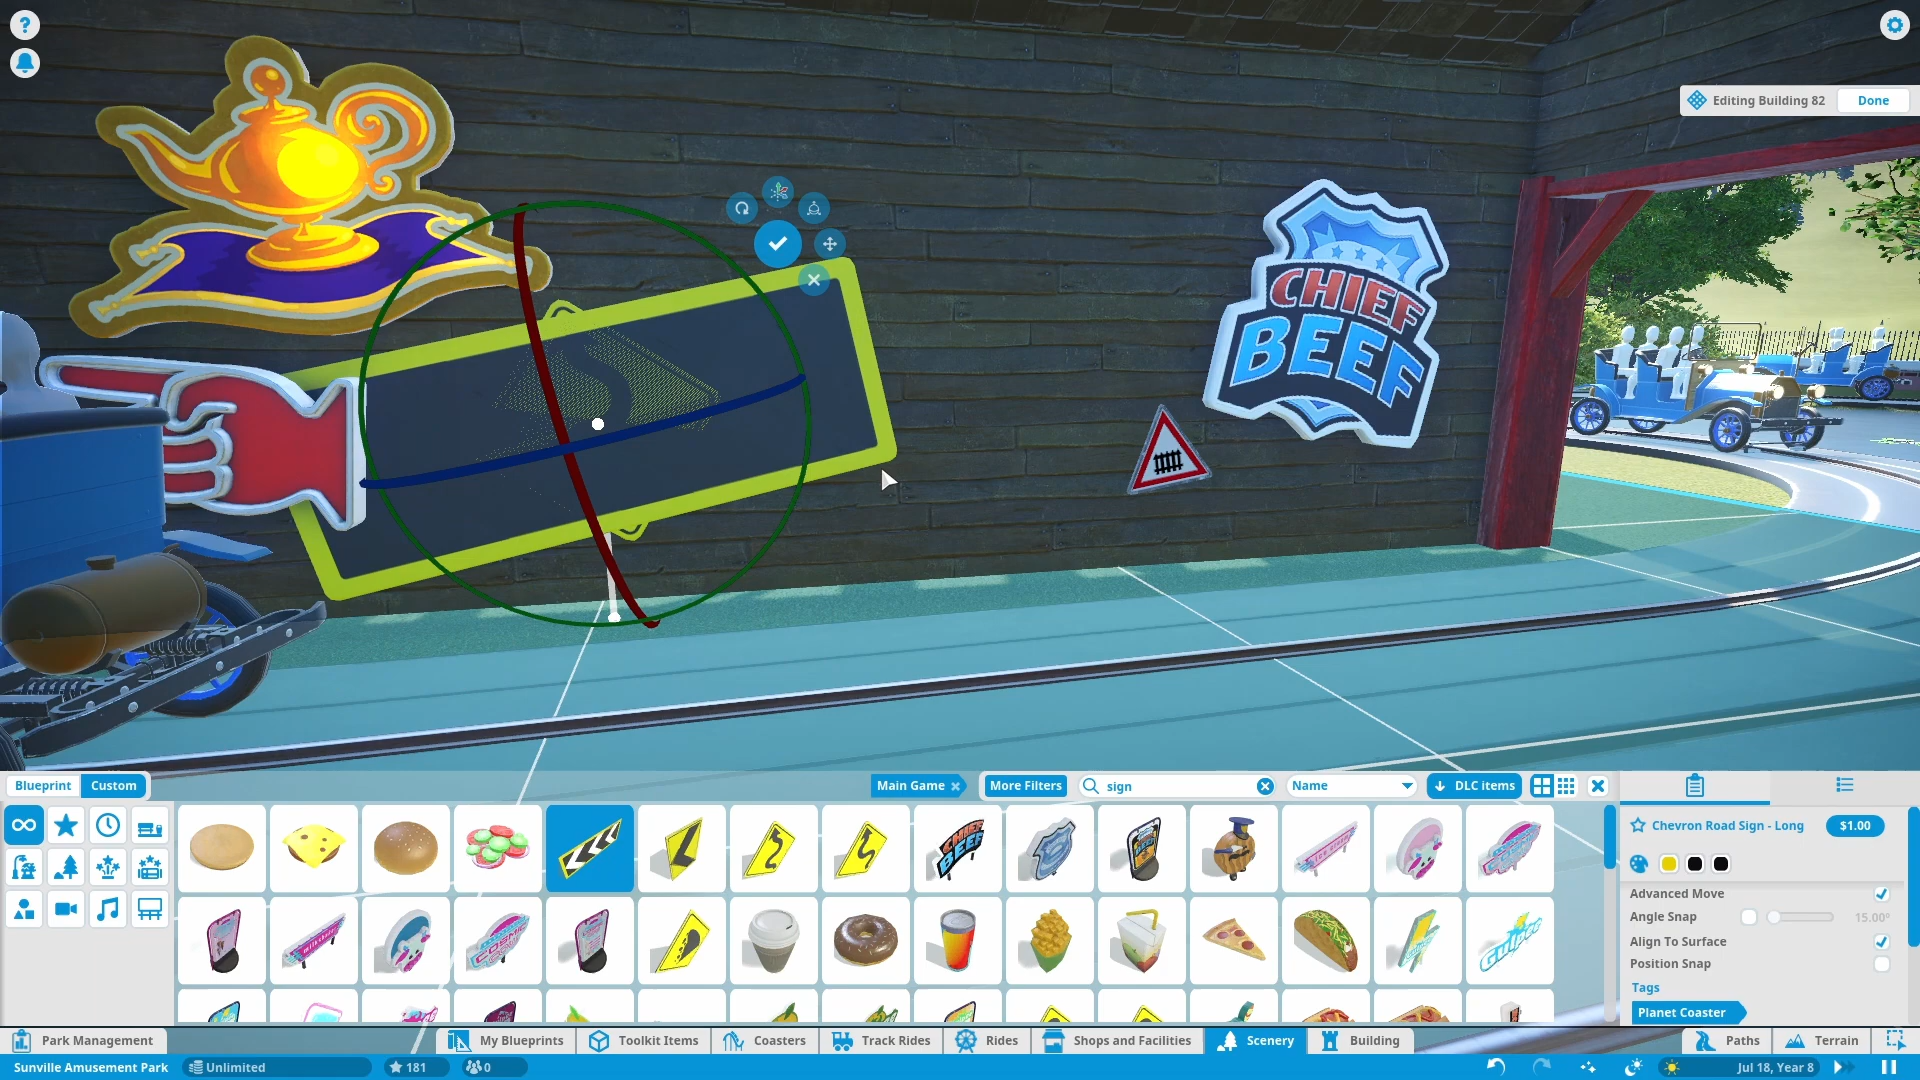 ?
Editing Building 82
Done
CHIEF
BEEF
Blueprint
Custom
Main Game
More Filters
sign
Name
DLC items
Chevron Road Sign - Long
$1.00
Advanced Move
Angle Snap
15.00°
Align To Surface
Position Snap
Tags
Planet Coaster
CHIEF
BEEF
Gulpee
Park Management
My Blueprints
Toolkit Items
Coasters
Track Rides
Rides
Shops and Facilities
Scenery
Building
Paths
Terrain
Sunville Amusement Park
Unlimited
181
0
Jul 18, Year 8